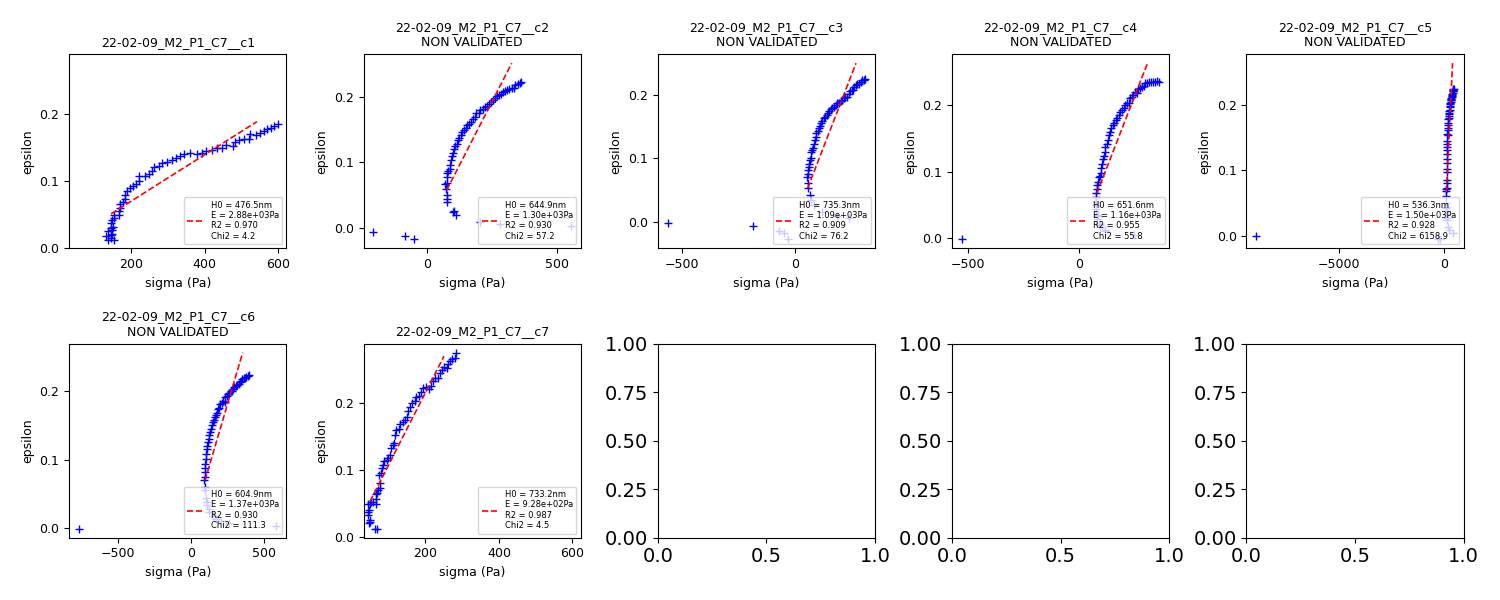 22-02-09_M2_P1_C7__c1
epsilon
0.2
0.1
0.0
200 400 600
sigma (Pa)
H0 = 476.5nm
E = 2.88e+03Pa
R2 = 0.970
Chi2 = 4.2
22-02-09_M2_P1_C7__c2
NON VALIDATED
epsilon
0.2
0.1
0.0
0 500
sigma (Pa)
H0 = 644.9nm
E = 1.30e+03Pa
R2 = 0.930
Chi2 = 57.2
22-02-09_M2_P1_C7__c3
NON VALIDATED
epsilon
0.2
0.1
0.0
−500 0
sigma (Pa)
H0 = 735.3nm
E = 1.09e+03Pa
R2 = 0.909
Chi2 = 76.2
22-02-09_M2_P1_C7__c4
NON VALIDATED
epsilon
0.2
0.1
0.0
−500 0
sigma (Pa)
H0 = 651.6nm
E = 1.16e+03Pa
R2 = 0.955
Chi2 = 55.8
22-02-09_M2_P1_C7__c5
NON VALIDATED
epsilon
0.2
0.1
0.0
−5000 0
sigma (Pa)
H0 = 536.3nm
E = 1.50e+03Pa
R2 = 0.928
Chi2 = 6158.9
22-02-09_M2_P1_C7__c6
NON VALIDATED
epsilon
0.2
0.1
0.0
−500 0 500
sigma (Pa)
H0 = 604.9nm
E = 1.37e+03Pa
R2 = 0.930
Chi2 = 111.3
22-02-09_M2_P1_C7__c7
epsilon
0.2
0.1
0.0
200 400 600
sigma (Pa)
H0 = 733.2nm
E = 9.28e+02Pa
R2 = 0.987
Chi2 = 4.5
1.00
0.75
0.50
0.25
0.00
0.0 0.5 1.0
1.00
0.75
0.50
0.25
0.00
0.0 0.5 1.0
1.00
0.75
0.50
0.25
0.00
0.0 0.5 1.0